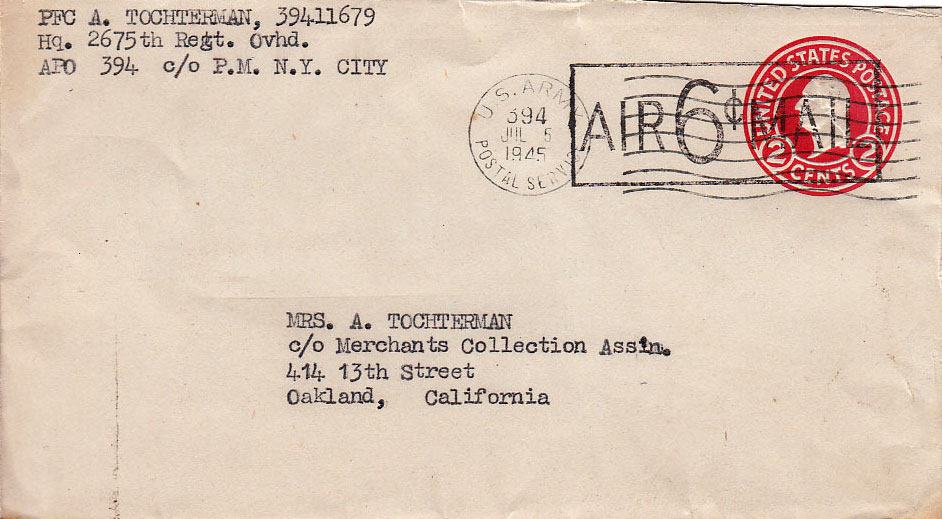 PFC A. TOCHTERMAN, 39411679
Hq. 2675th Regt. Ovhd.
APO 394 c/o P.M. N.Y. CITY
U.S. ARMY
394
JUL 5
1945
POSTAL SERVICE
AIR 6¢ MAIL
UNITED STATES POSTAGE
2 CENTS 2
MRS. A. TOCHTERMAN
c/o Merchants Collection Assin.
414 13th Street
Oakland, California